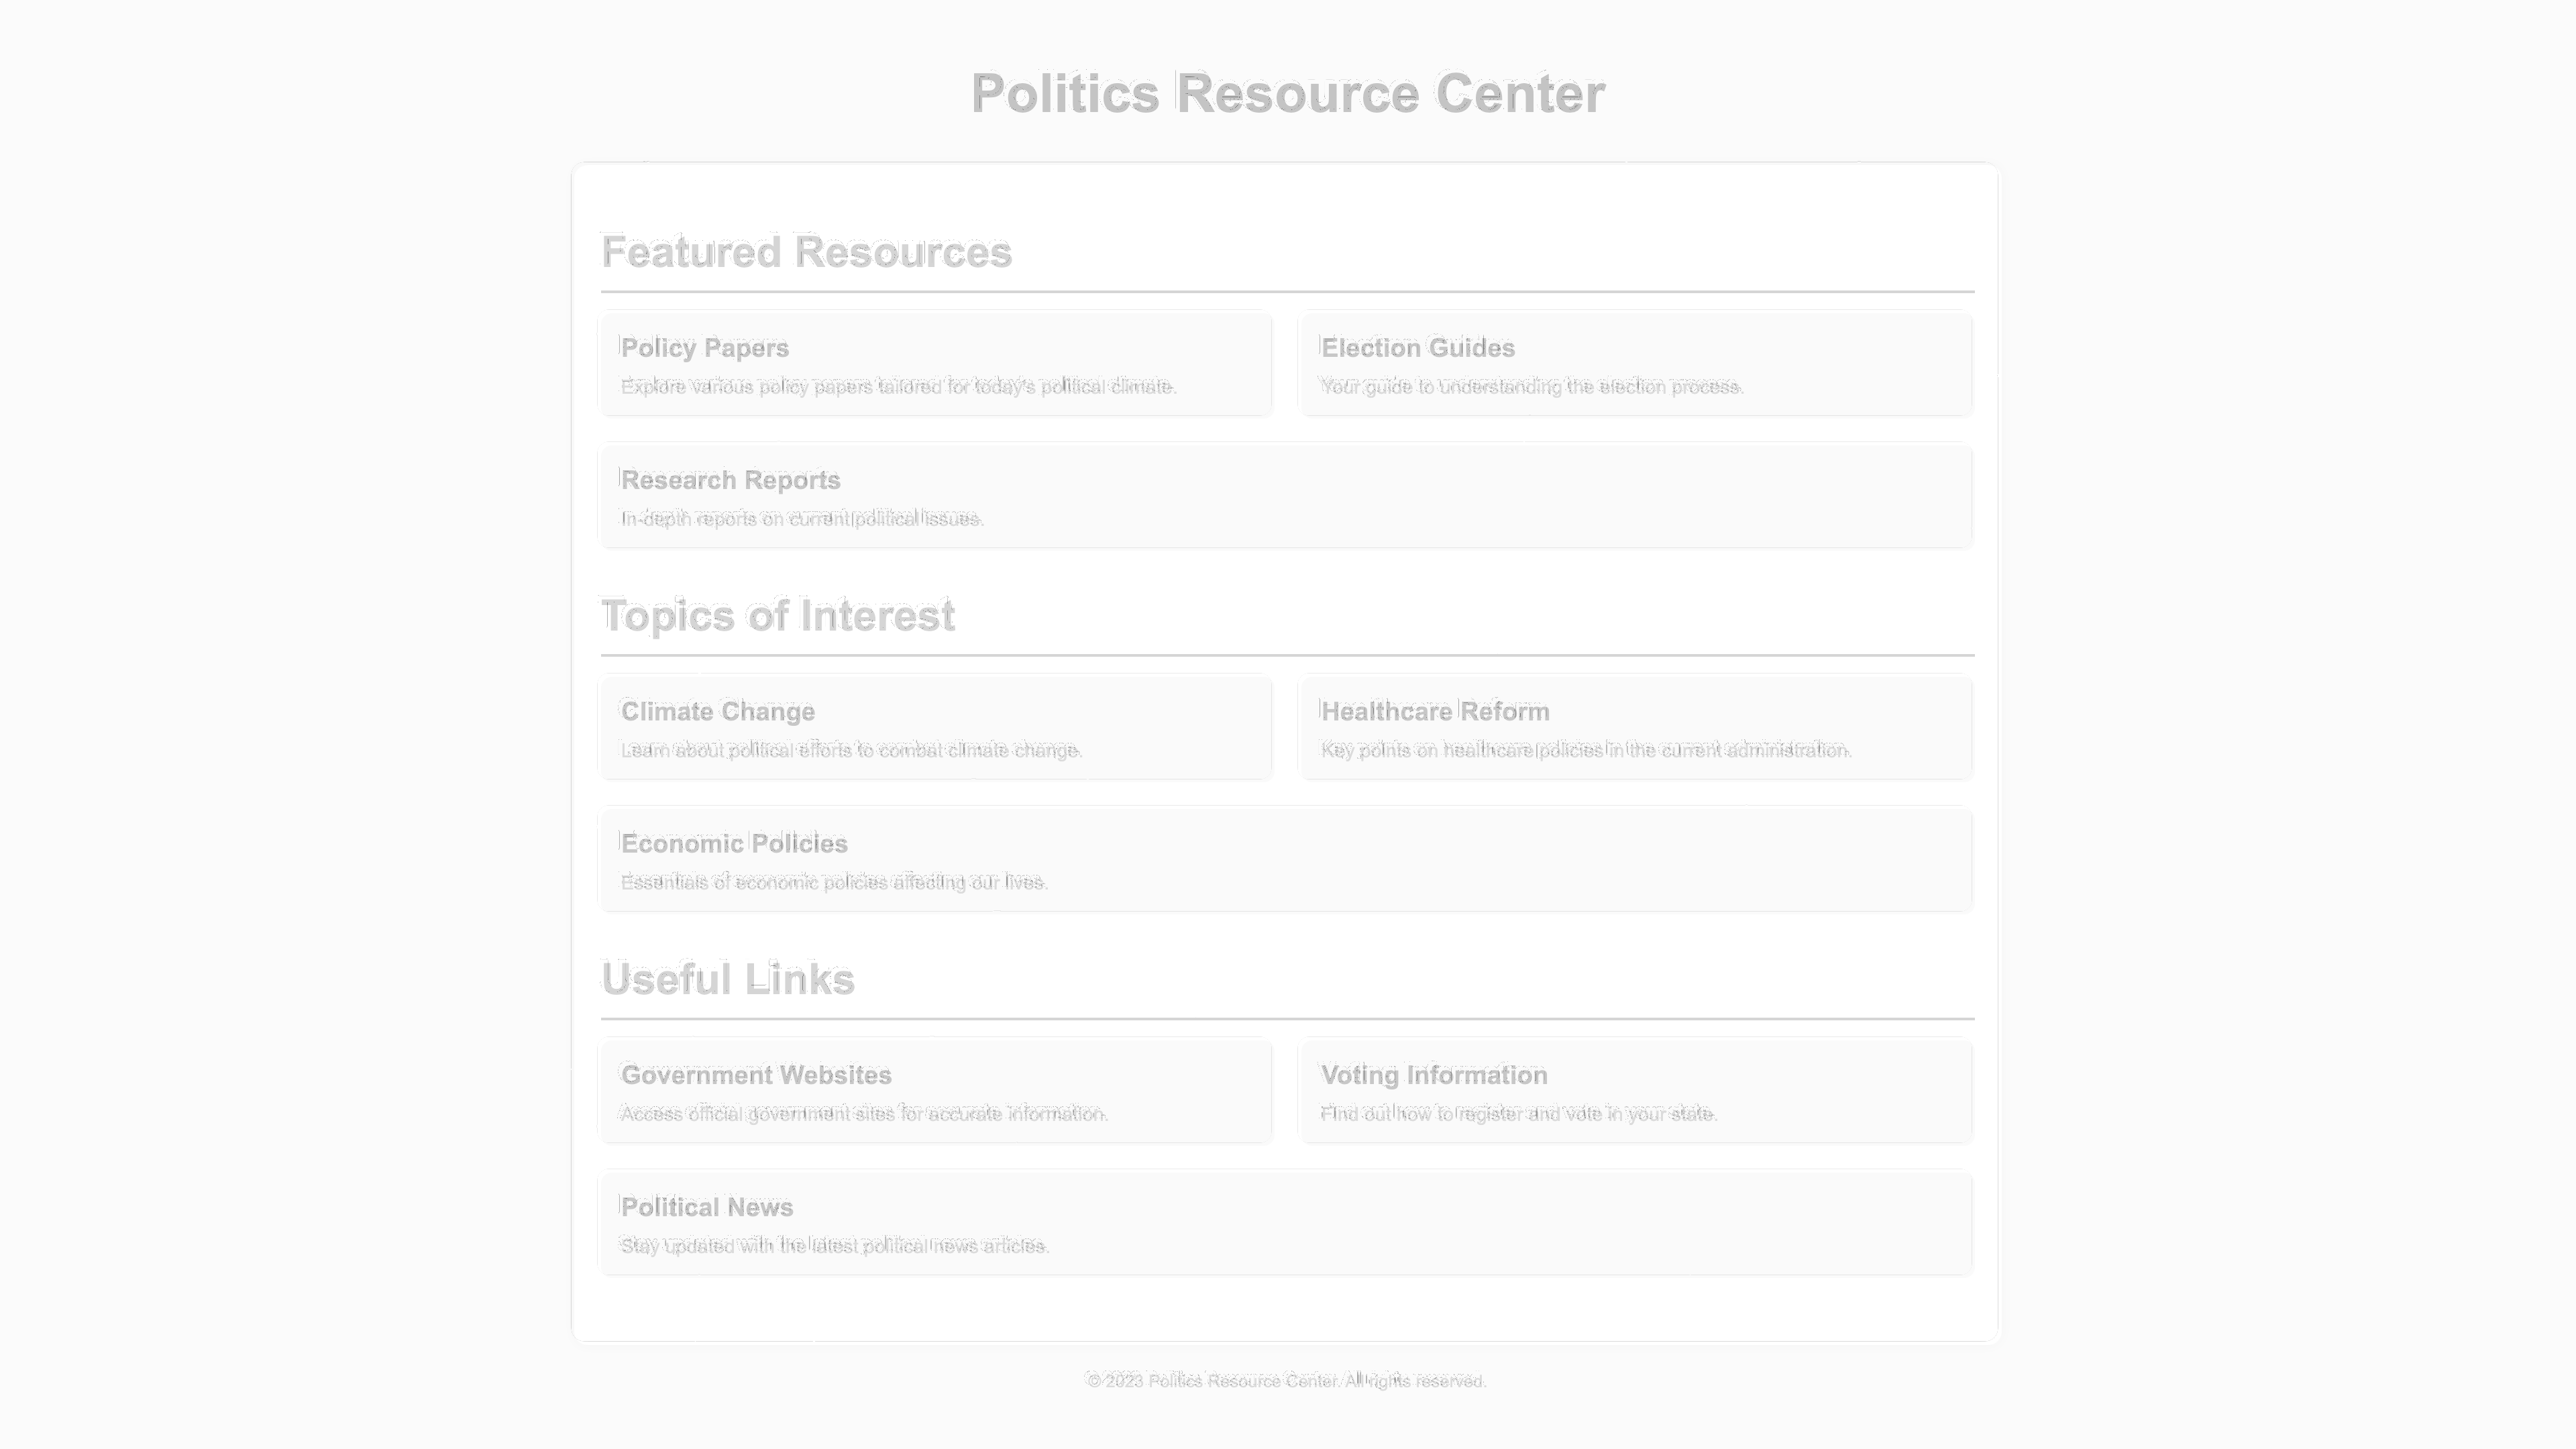 Politics Resource Center
Featured Resources
Policy Papers
Explore various policy papers tailored for today's political climate.
Election Guides
Your guide to understanding the election process.
Research Reports
In-depth reports on current political issues.
Topics of Interest
Climate Change
Learn about political efforts to combat climate change.
Healthcare Reform
Key points on healthcare policies in the current administration.
Economic Policies
Essentials of economic policies affecting our lives.
Useful Links
Government Websites
Access official government sites for accurate information.
Voting Information
Find out how to register and vote in your state.
Political News
Stay updated with the latest political news articles.
© 2023 Politics Resource Center. All rights reserved.